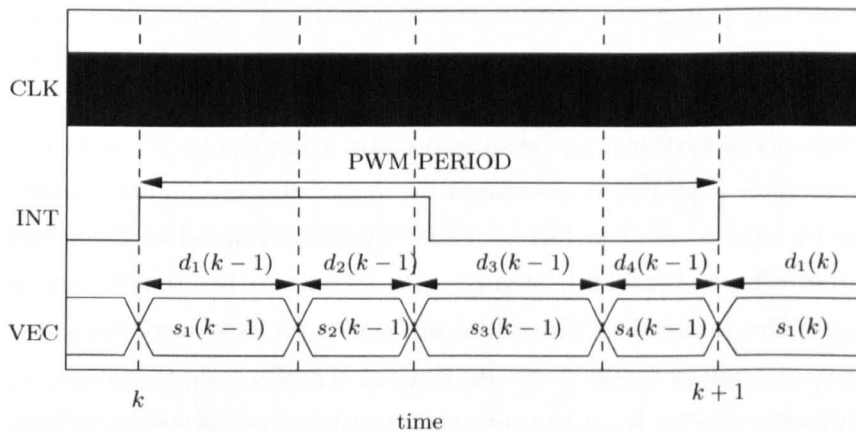 CLK
PWM PERIOD
INT
d₁(k−1) d₂(k−1) d₃(k−1) d₄(k−1) d₁(k)
VEC s₁(k−1) s₂(k−1) s₃(k−1) s₄(k−1) s₁(k)
k k+1
time